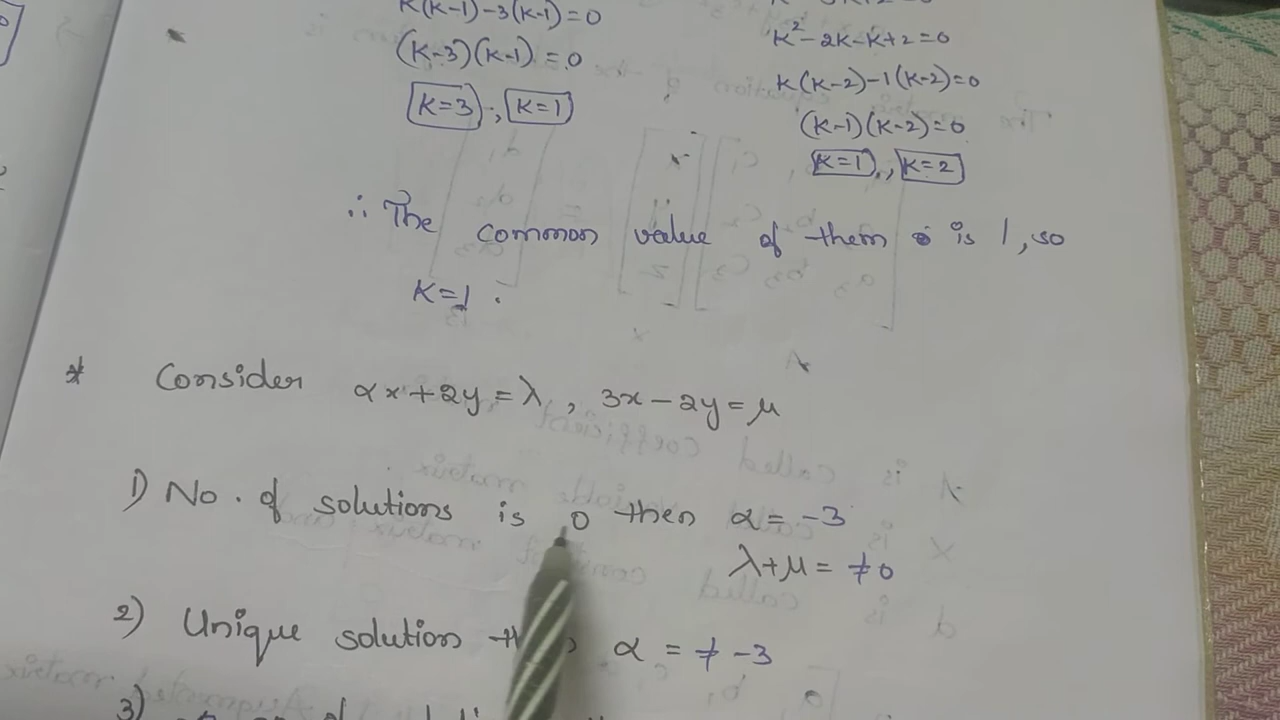 K(K-1)-3(K-1)=0
(K-3)(K-1)=0
K=3, K=1
K²-2K-K+2=0
K(K-2)-1(K-2)=0
(K-1)(K-2)=0
K=1, K=2
∴ The common value of them is 1, so
K=1.
* Consider αx+2y=λ, 3x-2y=μ
1) No. of solutions is 0 then α = -3
λ+μ = ≠0
2) Unique solution α = ≠ -3
3)